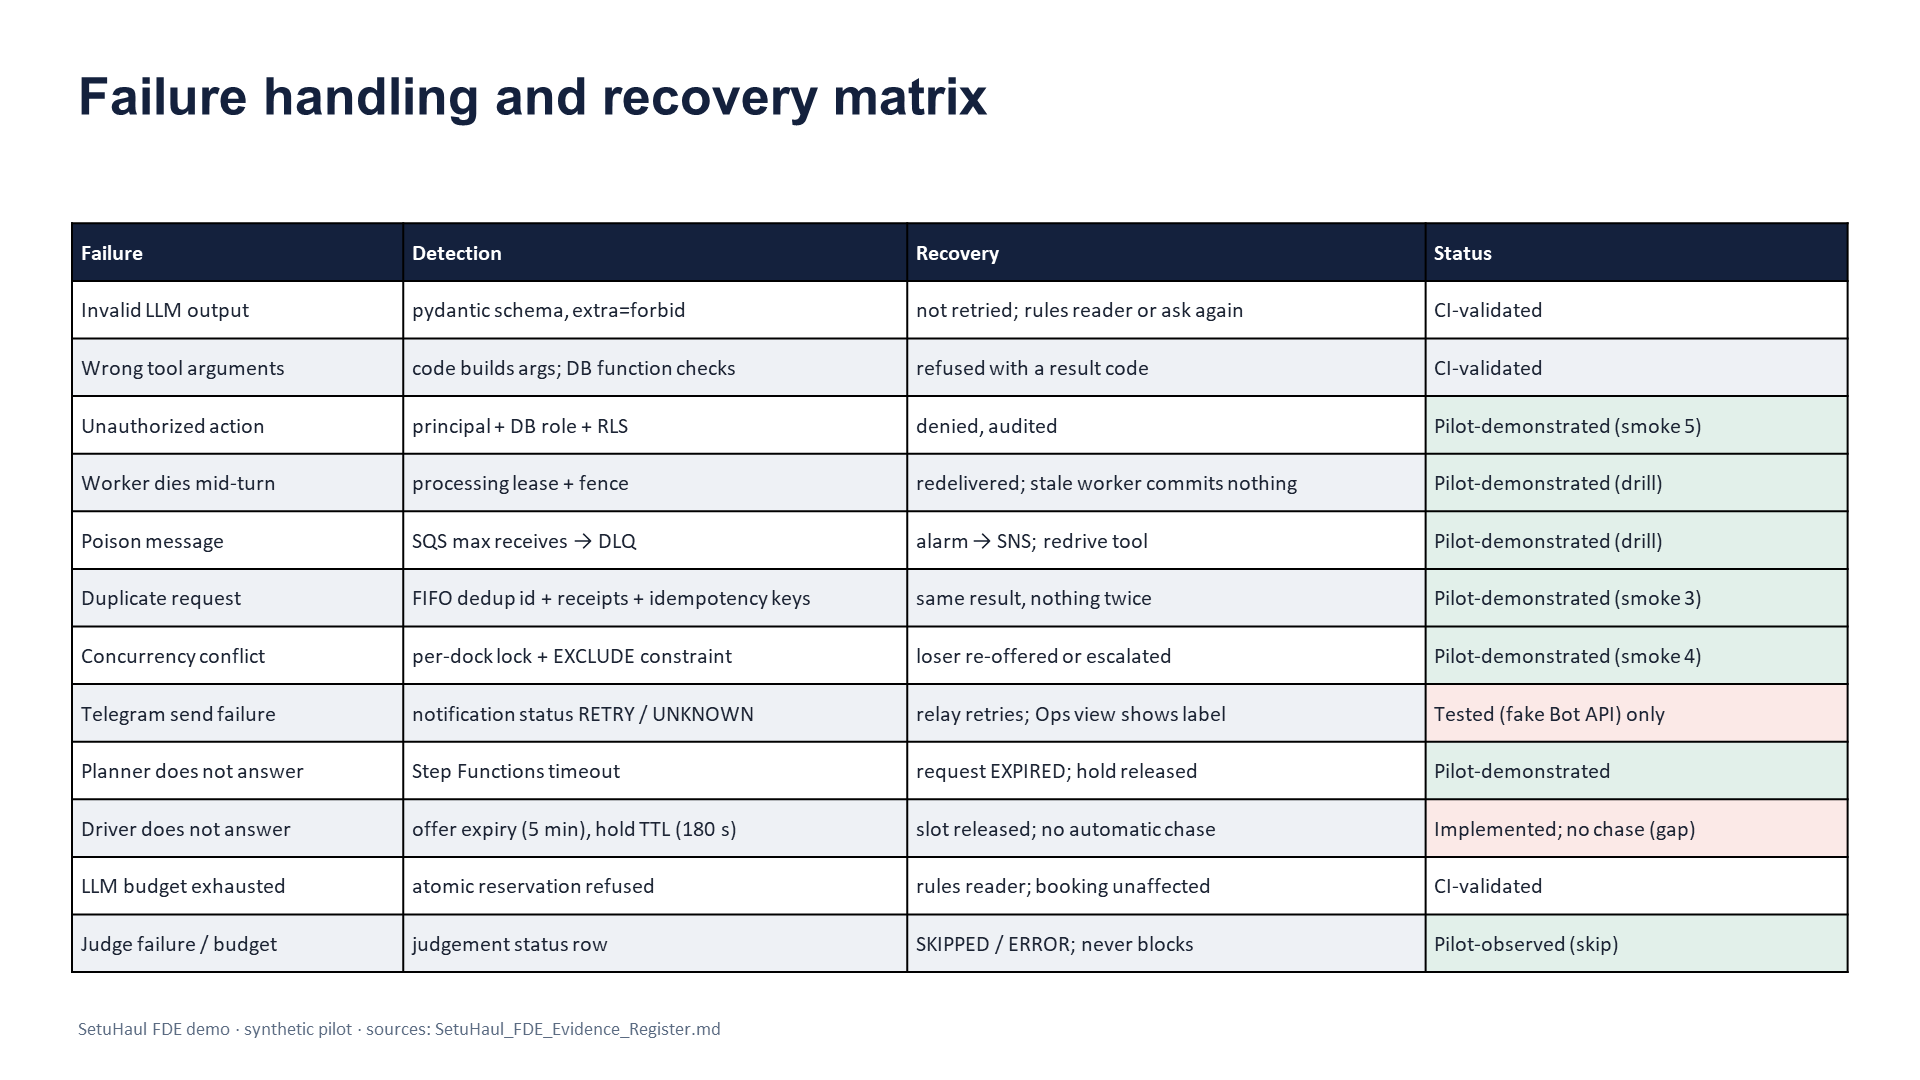 Failure handling and recovery matrix
Failure Detection Recovery Status
Invalid LLM output pydantic schema, extra=forbid not retried; rules reader or ask again CI-validated
Wrong tool arguments code builds args; DB function checks refused with a result code CI-validated
Unauthorized action principal + DB role + RLS denied, audited Pilot-demonstrated (smoke 5)
Worker dies mid-turn processing lease + fence redelivered; stale worker commits nothing Pilot-demonstrated (drill)
Poison message SQS max receives → DLQ alarm → SNS; redrive tool Pilot-demonstrated (drill)
Duplicate request FIFO dedup id + receipts + idempotency keys same result, nothing twice Pilot-demonstrated (smoke 3)
Concurrency conflict per-dock lock + EXCLUDE constraint loser re-offered or escalated Pilot-demonstrated (smoke 4)
Telegram send failure notification status RETRY / UNKNOWN relay retries; Ops view shows label Tested (fake Bot API) only
Planner does not answer Step Functions timeout request EXPIRED; hold released Pilot-demonstrated
Driver does not answer offer expiry (5 min), hold TTL (180 s) slot released; no automatic chase Implemented; no chase (gap)
LLM budget exhausted atomic reservation refused rules reader; booking unaffected CI-validated
Judge failure / budget judgement status row SKIPPED / ERROR; never blocks Pilot-observed (skip)
SetuHaul FDE demo · synthetic pilot · sources: SetuHaul_FDE_Evidence_Register.md